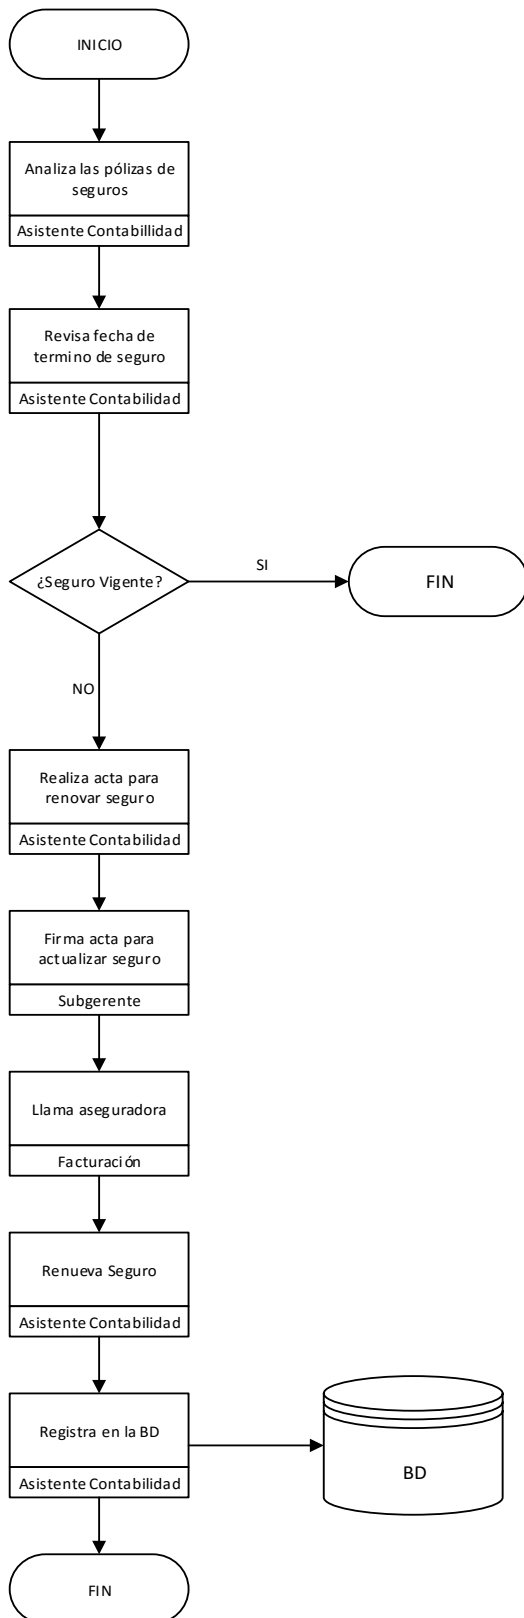 INICIO
Analiza las pólizas de
seguros
Asistente Contabillidad
Revisa fecha de
termino de seguro
Asistente Contabilidad
¿Seguro Vigente?
SI
FIN
NO
Realiza acta para
renovar seguro
Asistente Contabilidad
Firma acta para
actualizar seguro
Subgerente
Llama aseguradora
Facturación
Renueva Seguro
Asistente Contabilidad
Registra en la BD
BD
Asistente Contabilidad
FIN